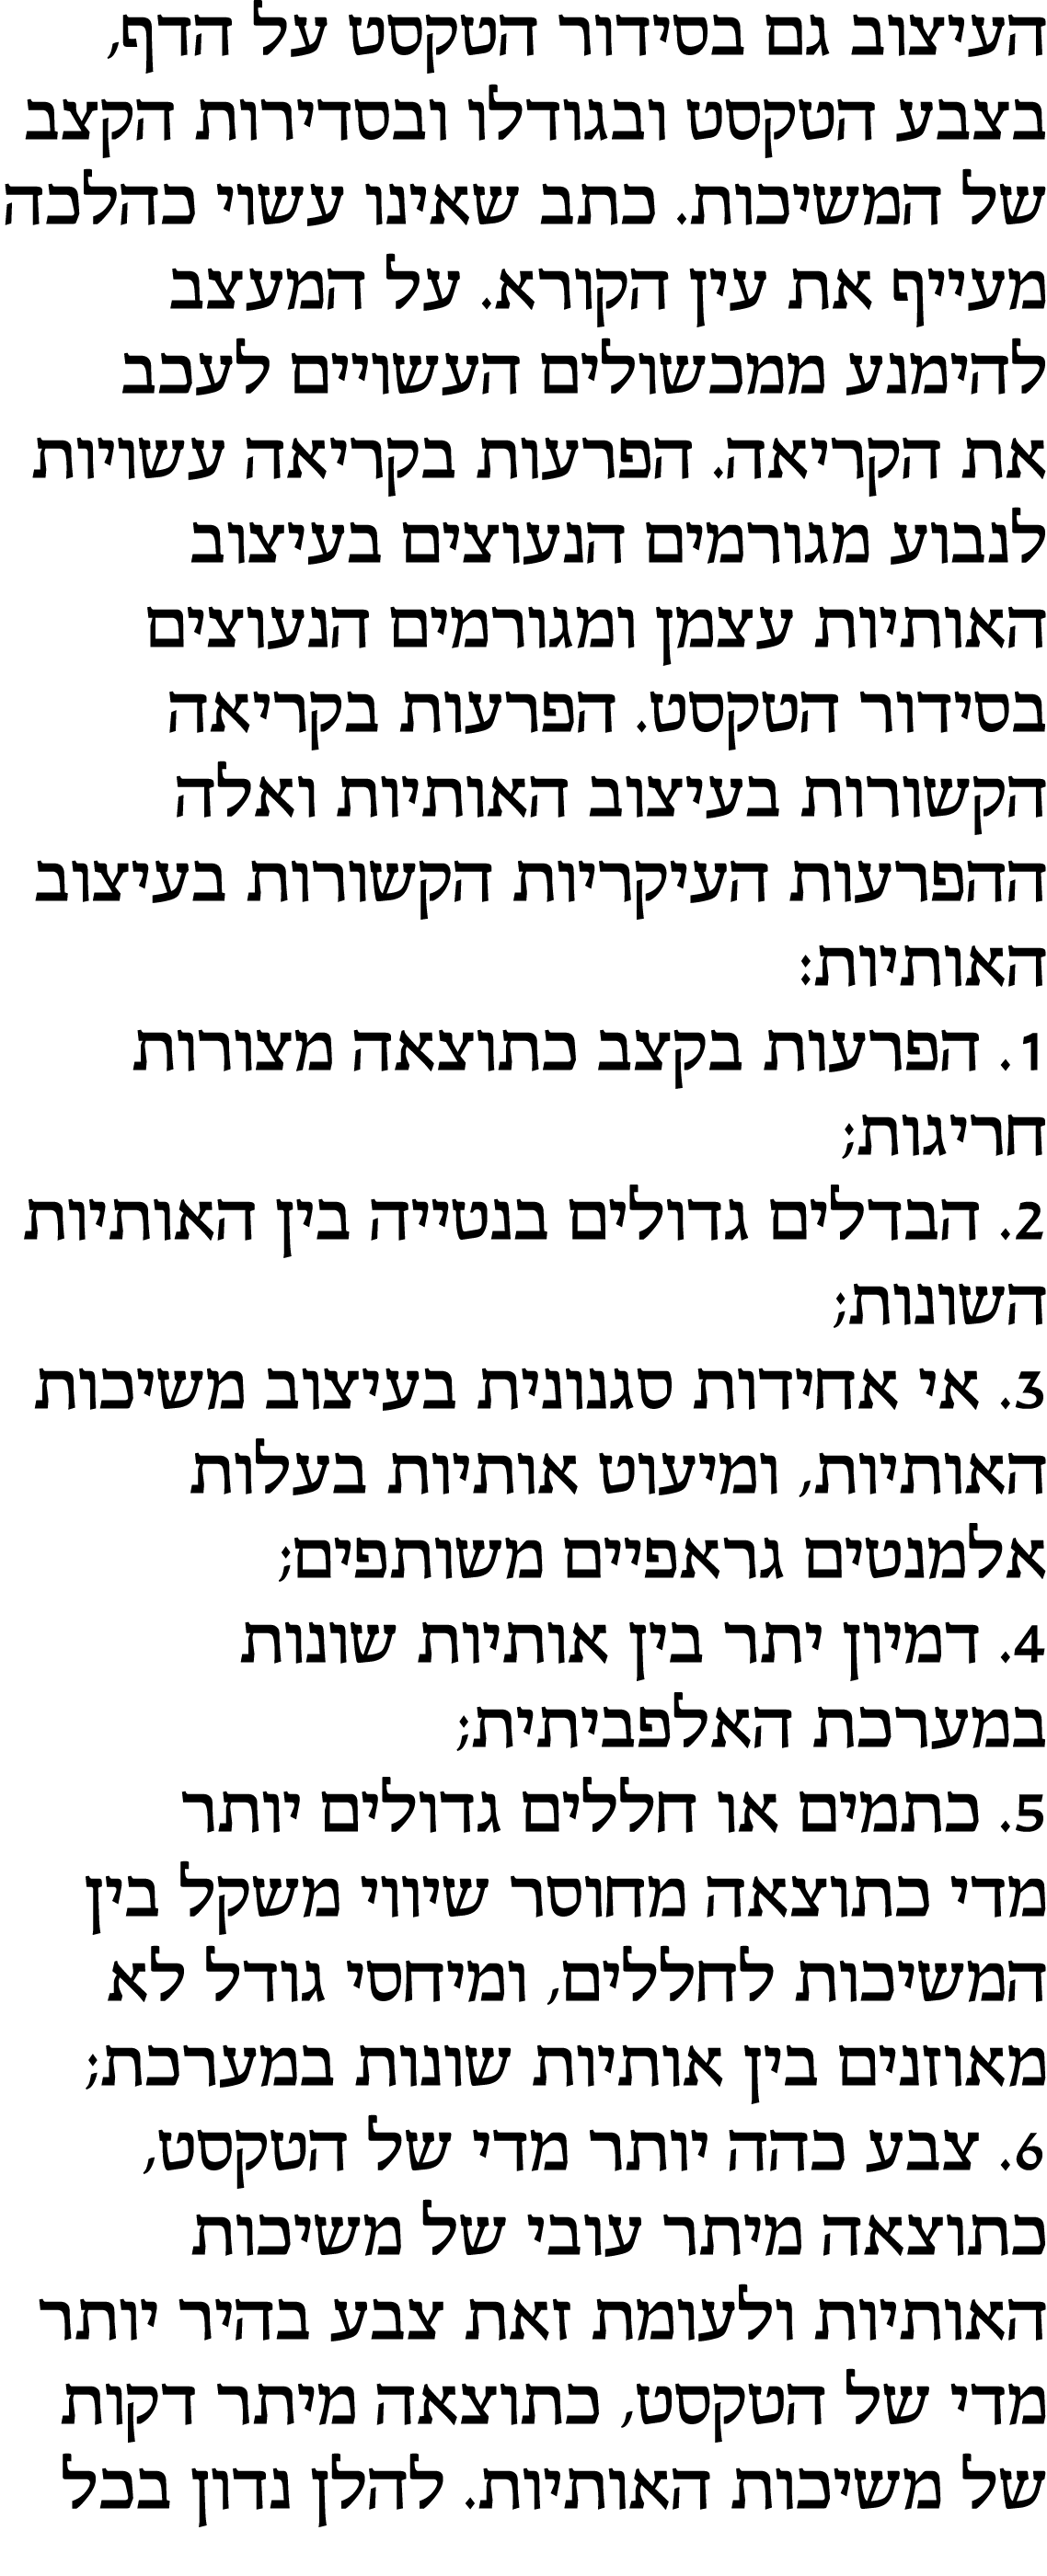 העיצוב גם בסידור הטקסט על הדף,
בצבע הטקסט ובגודלו ובסדירות הקצב
של המשיכות. כתב שאינו עשוי כהלכה
מעייף את עין הקורא. על המעצב
להימנע ממכשולים העשויים לעכב
את הקריאה. הפרעות בקריאה עשויות
לנבוע מגורמים הנעוצים בעיצוב
האותיות עצמן ומגורמים הנעוצים
בסידור הטקסט. הפרעות בקריאה
הקשורות בעיצוב האותיות ואלה
ההפרעות העיקריות הקשורות בעיצוב
האותיות:
1. הפרעות בקצב כתוצאה מצורות
חריגות;
2. הבדלים גדולים בנטייה בין האותיות
השונות;
3. אי אחידות סגנונית בעיצוב משיכות
האותיות, ומיעוט אותיות בעלות
אלמנטים גראפיים משותפים;
4. דמיון יתר בין אותיות שונות
במערכת האלפביתית;
5. כתמים או חללים גדולים יותר
מדי כתוצאה מחוסר שיווי משקל בין
המשיכות לחללים, ומיחסי גודל לא
מאוזנים בין אותיות שונות במערכת;
6. צבע כהה יותר מדי של הטקסט,
כתוצאה מיתר עובי של משיכות
האותיות ולעומת זאת צבע בהיר יותר
מדי של הטקסט, כתוצאה מיתר דקות
של משיכות האותיות. להלן נדון בכל